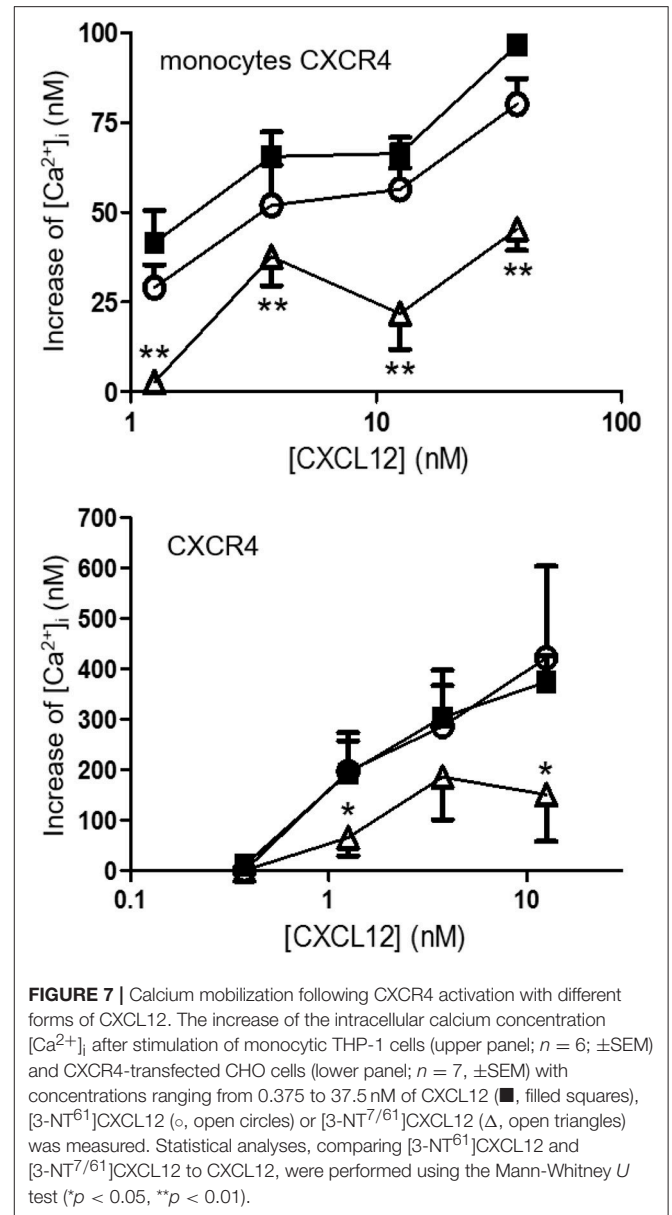 100
monocytes CXCR4
75
50
25
0
Increase of [Ca²⁺]ᵢ (nM)
**
**
**
**
1
10
100
[CXCL12] (nM)
700
CXCR4
600
500
400
300
200
100
0
Increase of [Ca²⁺]ᵢ (nM)
*
*
0.1
1
10
[CXCL12] (nM)
FIGURE 7 | Calcium mobilization following CXCR4 activation with different
forms of CXCL12. The increase of the intracellular calcium concentration
[Ca²⁺]ᵢ after stimulation of monocytic THP-1 cells (upper panel; n = 6; ±SEM)
and CXCR4-transfected CHO cells (lower panel; n = 7, ±SEM) with
concentrations ranging from 0.375 to 37.5 nM of CXCL12 (■, filled squares),
[3-NT⁶¹]CXCL12 (○, open circles) or [3-NT⁷ᐟ⁶¹]CXCL12 (Δ, open triangles)
was measured. Statistical analyses, comparing [3-NT⁶¹]CXCL12 and
[3-NT⁷ᐟ⁶¹]CXCL12 to CXCL12, were performed using the Mann-Whitney U
test (*p < 0.05, **p < 0.01).